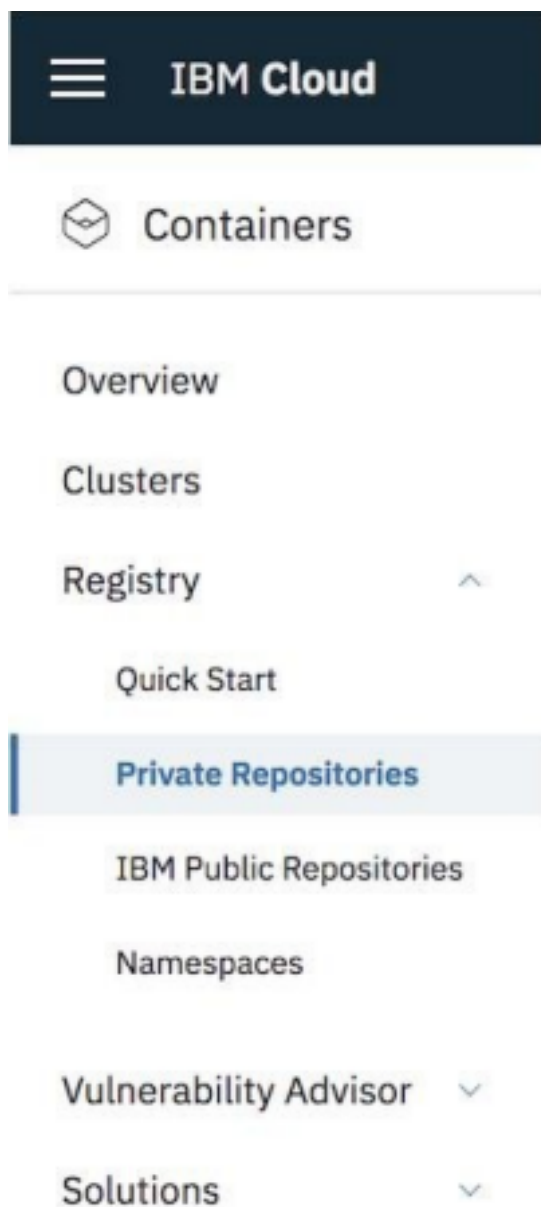 IBM Cloud
Containers
Overview
Clusters
Registry
Quick Start
Private Repositories
IBM Public Repositories
Namespaces
Vulnerability Advisor
Solutions